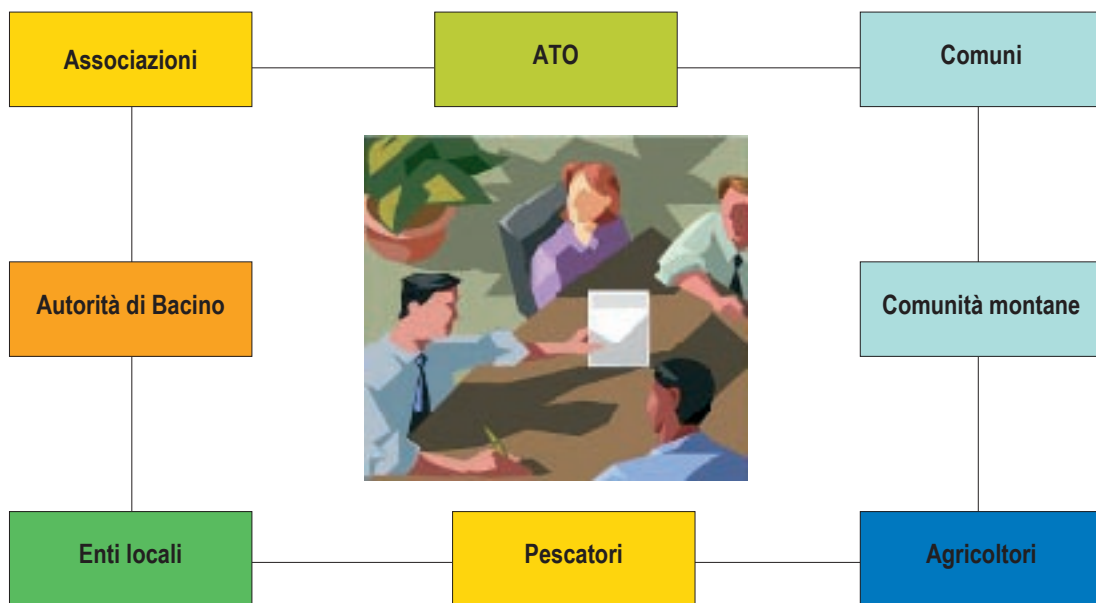 Associazioni
ATO
Comuni
Autorità di Bacino
Comunità montane
Enti locali
Pescatori
Agricoltori